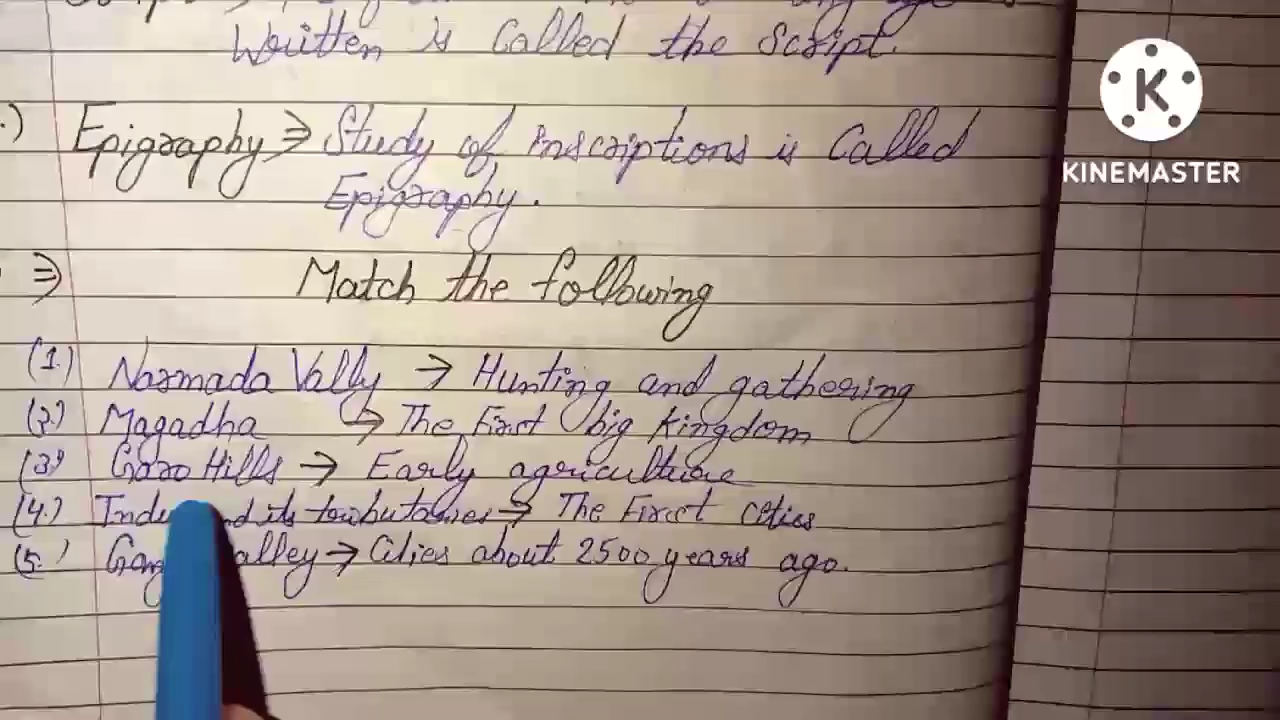 Written is Called the Script.
.) Epigraphy ⇒ Study of inscriptions is Called
Epigraphy.
⇒ Match the following
(1.) Narmada Vally → Hunting and gathering
(2.) Magadha → The First big Kingdom
(3) Garo Hills → Early agriculture
(4.) its → The First cities
(5.) → Cities about 2500 years ago.
K
KINEMASTER